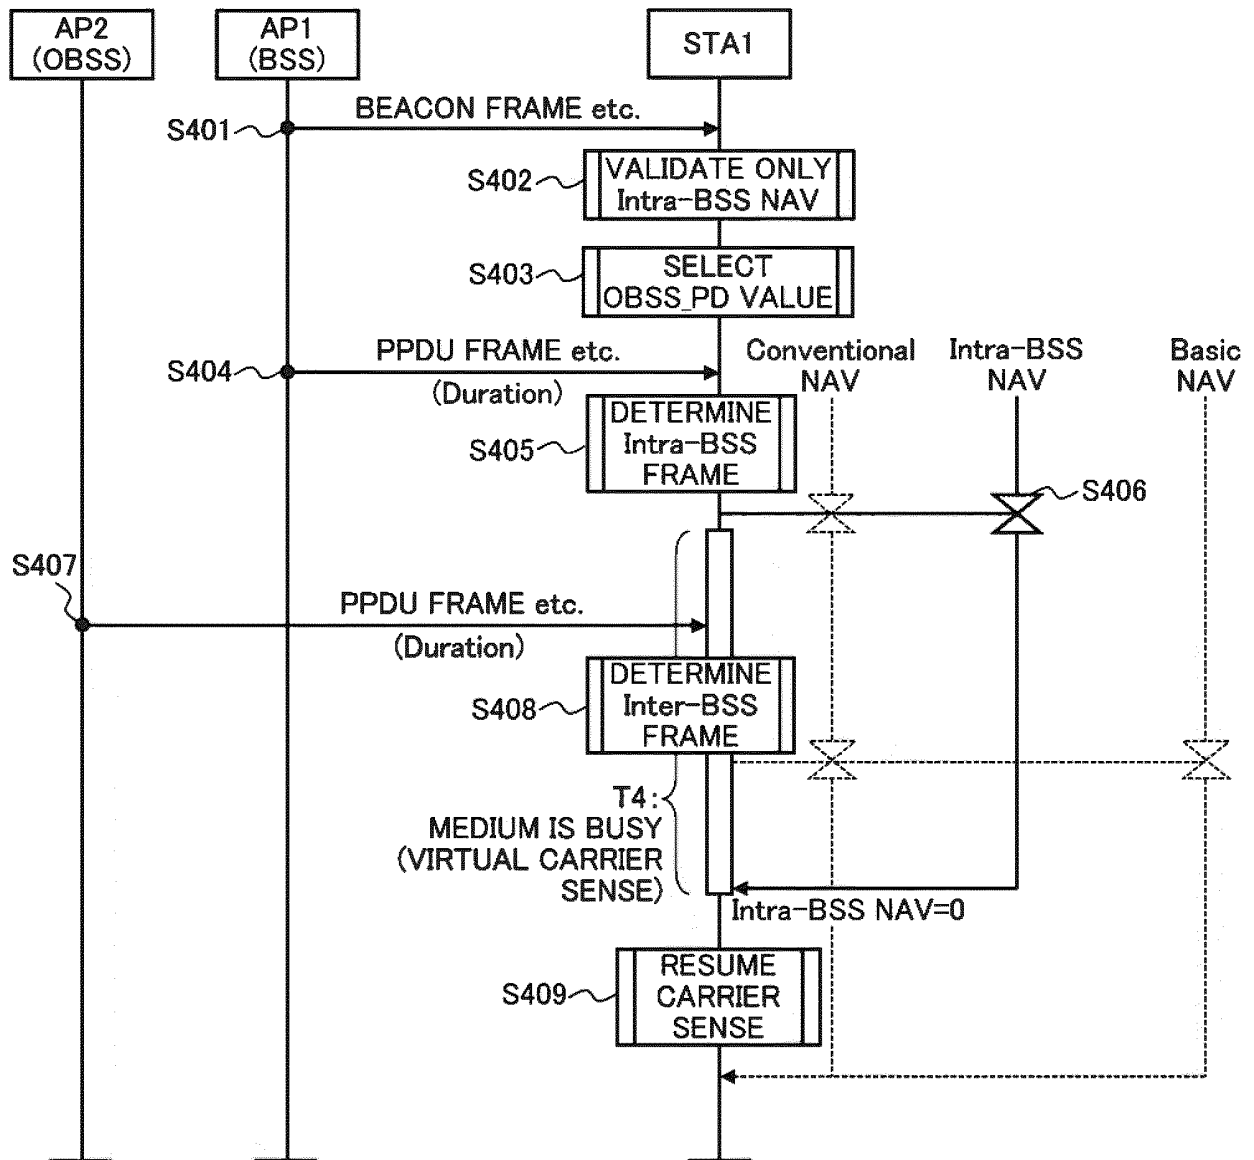 AP2
(OBSS)
AP1
(BSS)
STA1
BEACON FRAME etc.
S401
S402
VALIDATE ONLY
Intra-BSS NAV
S403
SELECT
OBSS_PD VALUE
S404
PPDU FRAME etc.
(Duration)
Conventional
NAV
Intra-BSS
NAV
Basic
NAV
S405
DETERMINE
Intra-BSS
FRAME
S406
S407
PPDU FRAME etc.
(Duration)
S408
DETERMINE
Inter-BSS
FRAME
T4:
MEDIUM IS BUSY
(VIRTUAL CARRIER
SENSE)
Intra-BSS NAV=0
S409
RESUME
CARRIER
SENSE